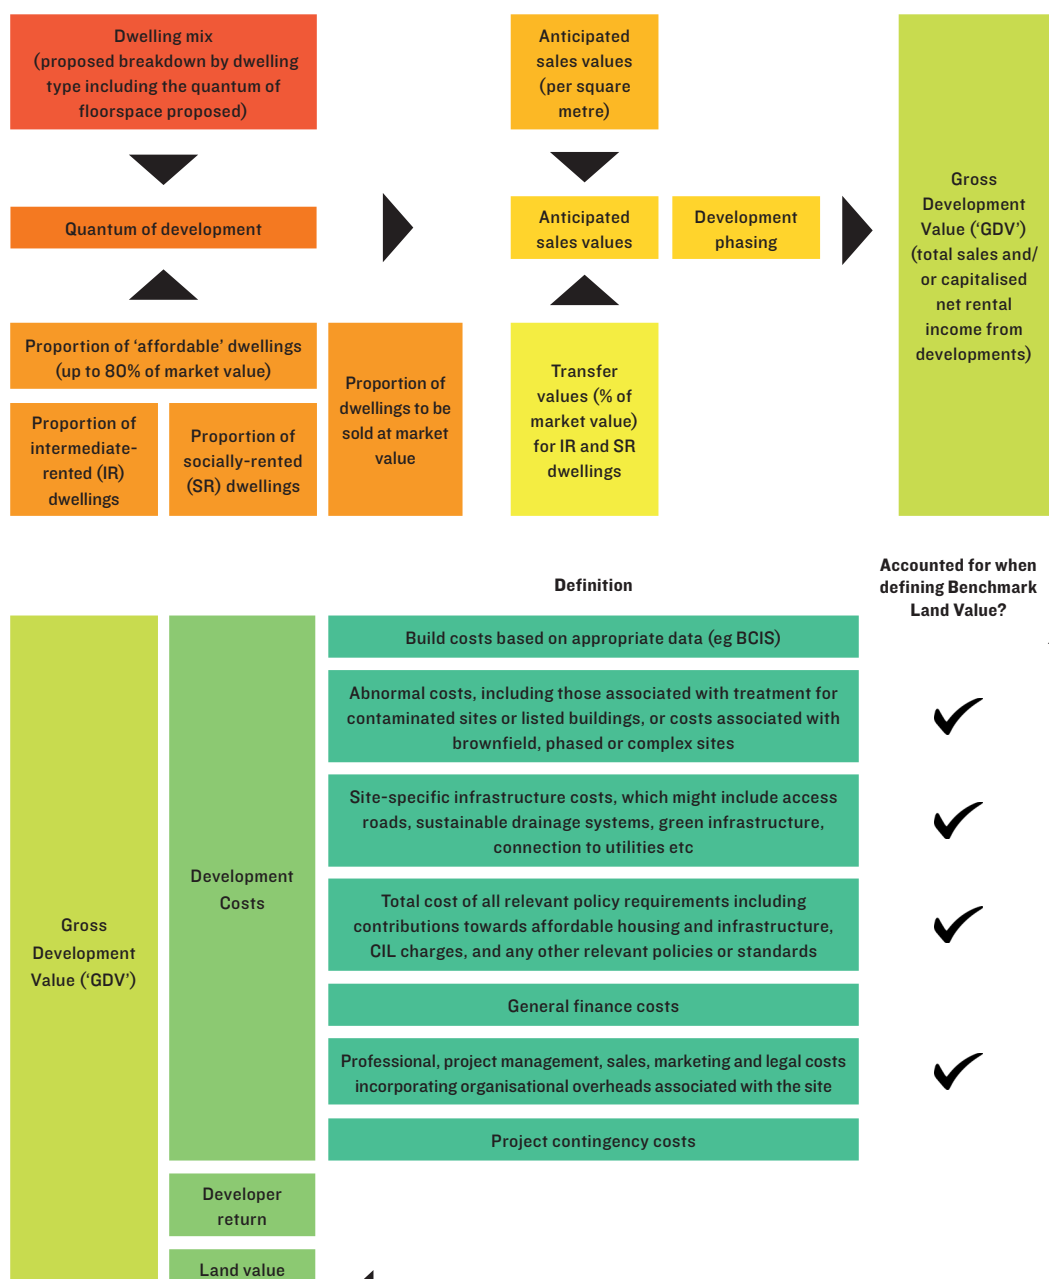 Dwelling mix
(proposed breakdown by dwelling
type including the quantum of
floorspace proposed)
Anticipated
sales values
(per square
metre)
Quantum of development
Anticipated
sales values
Development
phasing
Gross
Development
Value (‘GDV’)
(total sales and/
or capitalised
net rental
income from
developments)
Proportion of ‘affordable’ dwellings
(up to 80% of market value)
Proportion of
intermediate-
rented (IR)
dwellings
Proportion of
socially-rented
(SR) dwellings
Proportion of
dwellings to be
sold at market
value
Transfer
values (% of
market value)
for IR and SR
dwellings
Definition
Accounted for when
defining Benchmark
Land Value?
Gross
Development
Value (‘GDV’)
Development
Costs
Build costs based on appropriate data (eg BCIS)
Abnormal costs, including those associated with treatment for
contaminated sites or listed buildings, or costs associated with
brownfield, phased or complex sites
Site-specific infrastructure costs, which might include access
roads, sustainable drainage systems, green infrastructure,
connection to utilities etc
Total cost of all relevant policy requirements including
contributions towards affordable housing and infrastructure,
CIL charges, and any other relevant policies or standards
General finance costs
Professional, project management, sales, marketing and legal costs
incorporating organisational overheads associated with the site
Project contingency costs
Developer
return
Land value